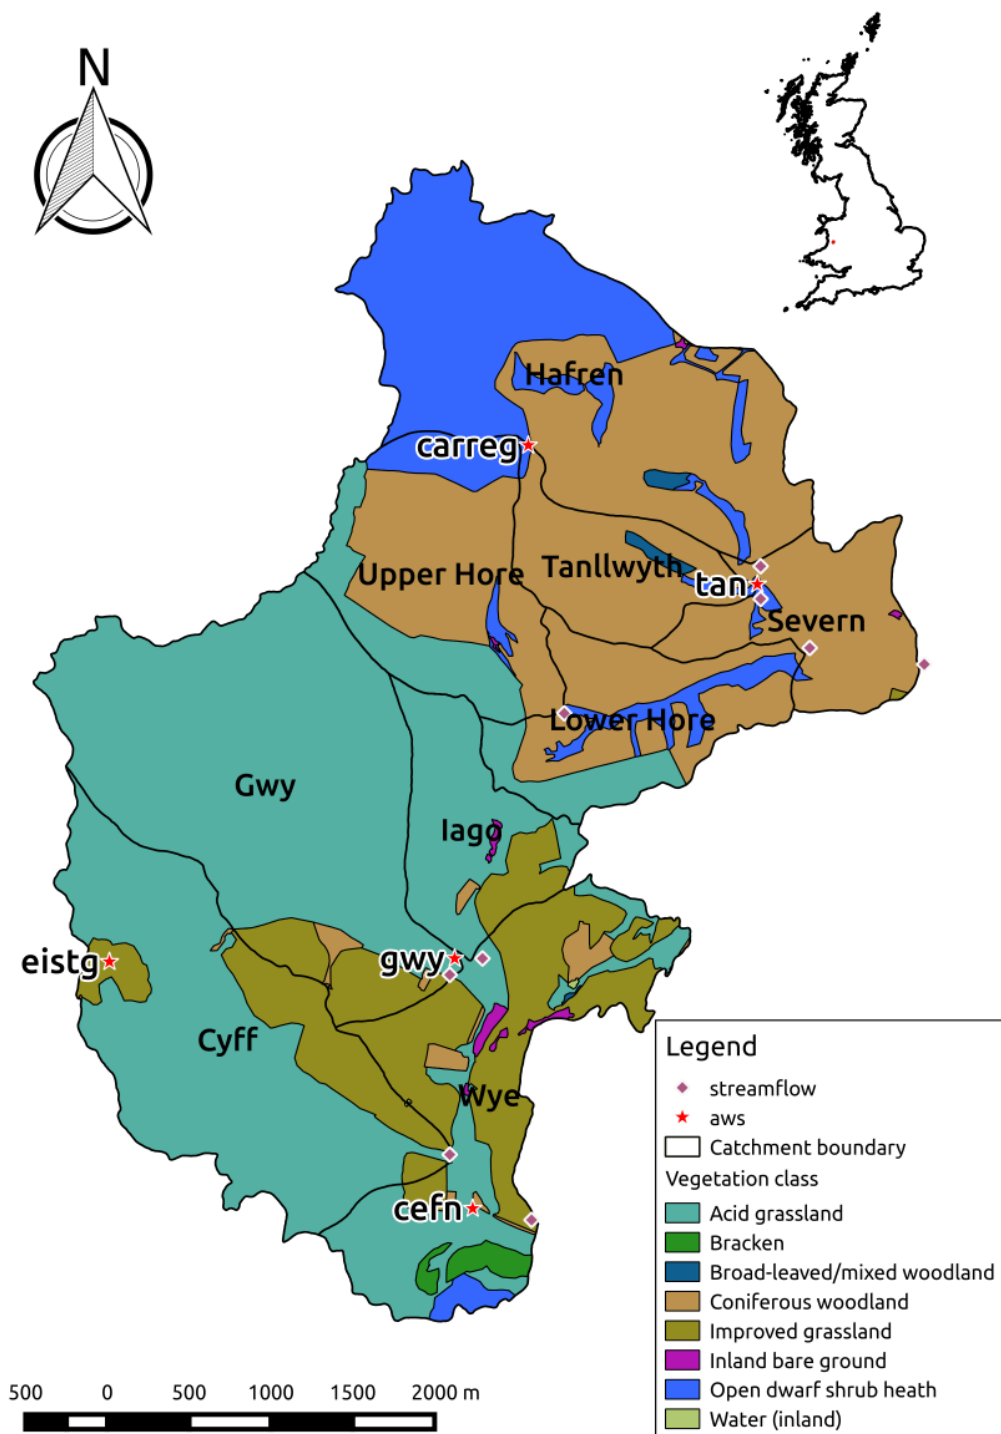 N
Hafren
carreg
Upper Hore
Tanllwyth
tan
Severn
Lower Hore
Gwy
Iago
eistg
gwy
Cyff
Wye
cefn
Legend
streamflow
aws
Catchment boundary
Vegetation class
Acid grassland
Bracken
Broad-leaved/mixed woodland
Coniferous woodland
Improved grassland
Inland bare ground
Open dwarf shrub heath
Water (inland)
500 0 500 1000 1500 2000 m